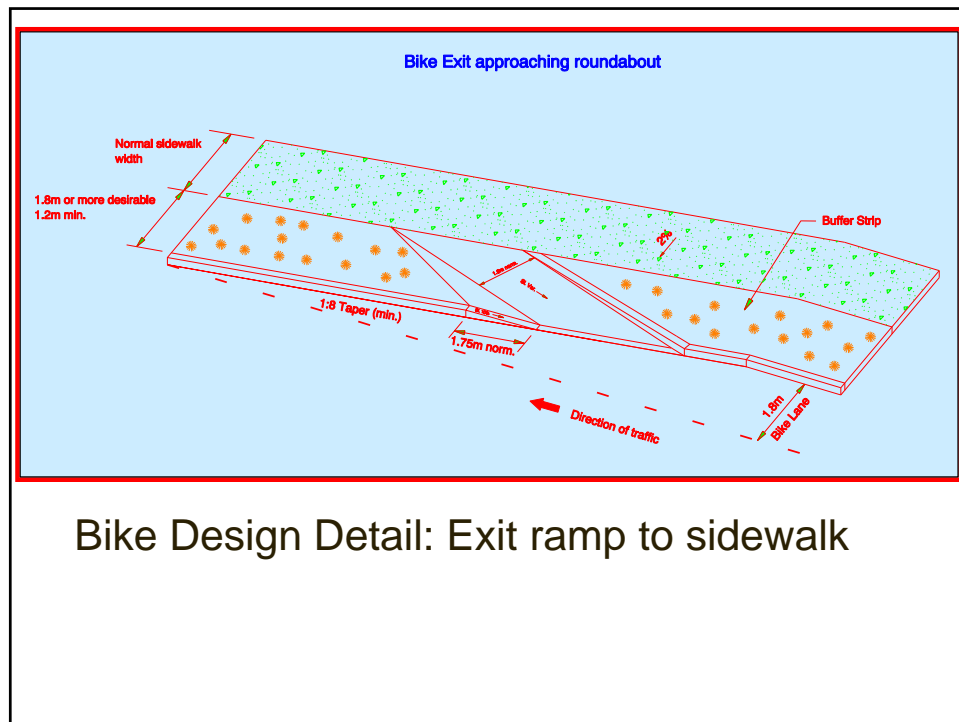 Bike Exit approaching roundabout
Normal sidewalk
width
1.8m or more desirable
1.2m min.
Buffer Strip
2%
1:8 Taper (min.)
1.75m norm.
Direction of traffic
1.8m
Bike Lane
Bike Design Detail: Exit ramp to sidewalk